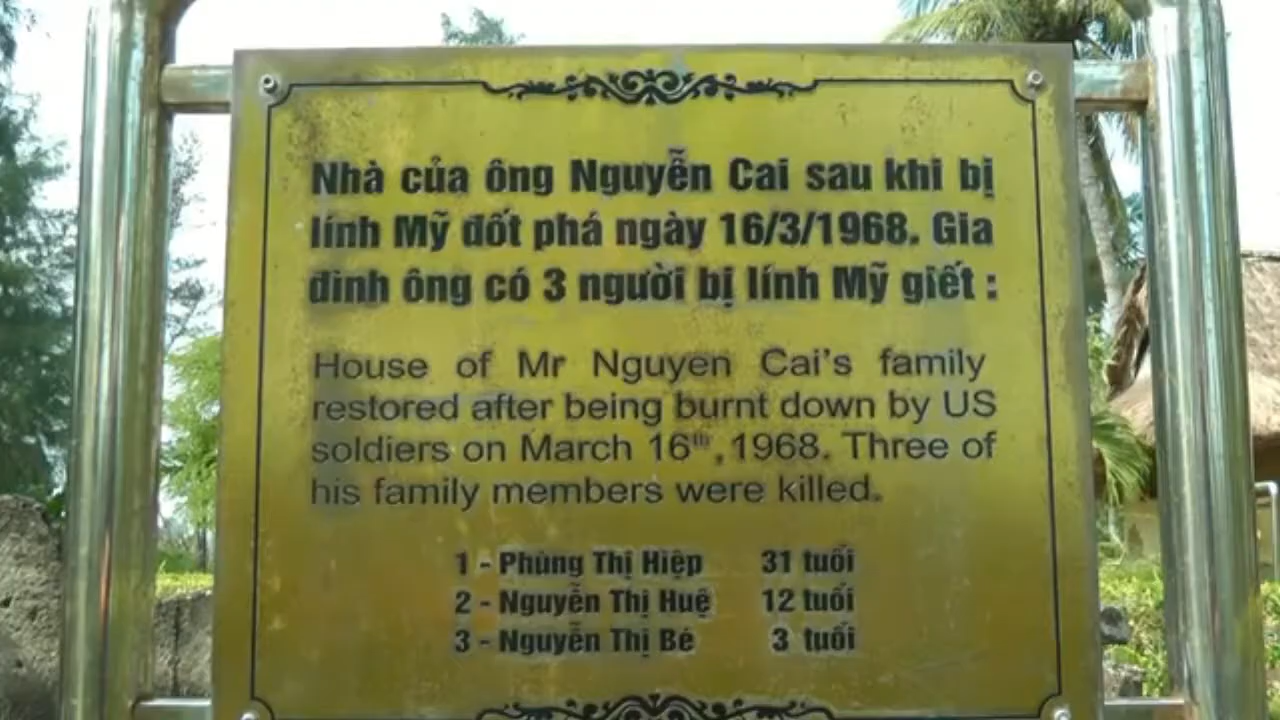 Nhà của ông Nguyễn Cai sau khi bị
lính Mỹ đốt phá ngày 16/3/1968. Gia
đình ông có 3 người bị lính Mỹ giết :
House of Mr Nguyen Cai's family
restored after being burnt down by US
soldiers on March 16th, 1968. Three of
his family members were killed.
1 - Phùng Thị Hiệp 31 tuổi
2 - Nguyễn Thị Huệ 12 tuổi
3 - Nguyễn Thị Bé 3 tuổi